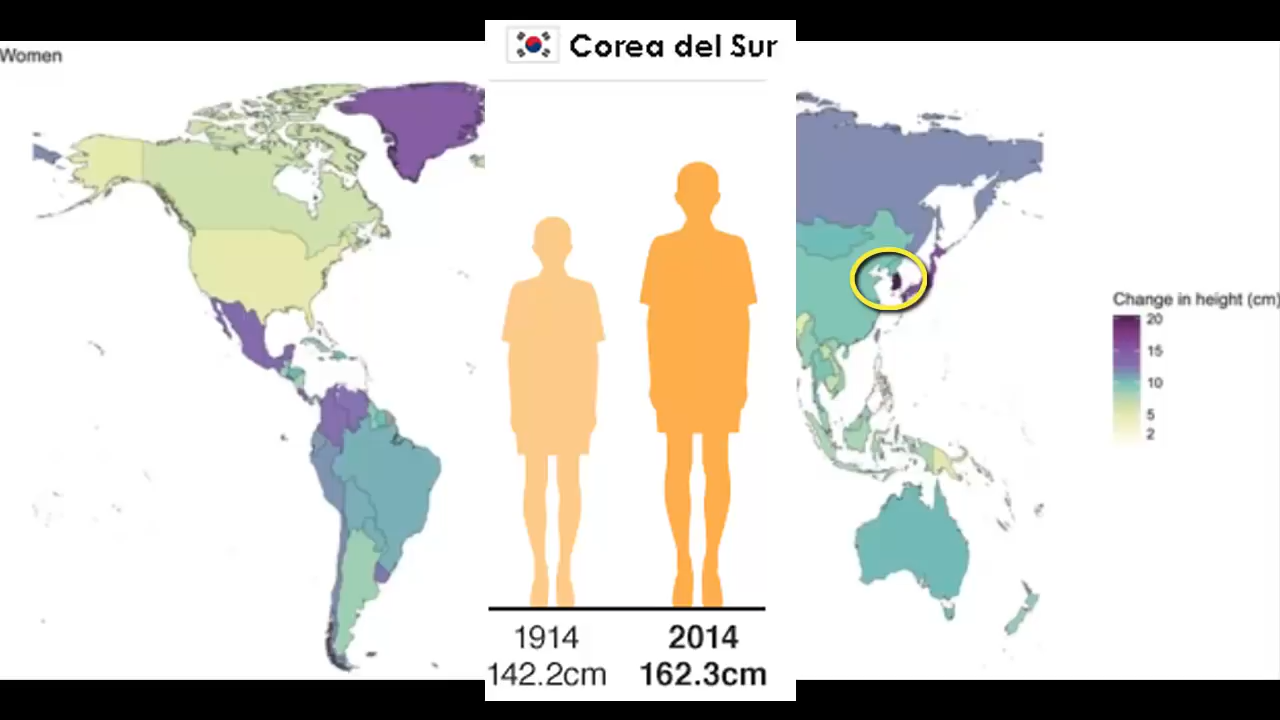 Women
Corea del Sur
1914
142.2cm
2014
162.3cm
Change in height (cm)
20
15
10
5
2